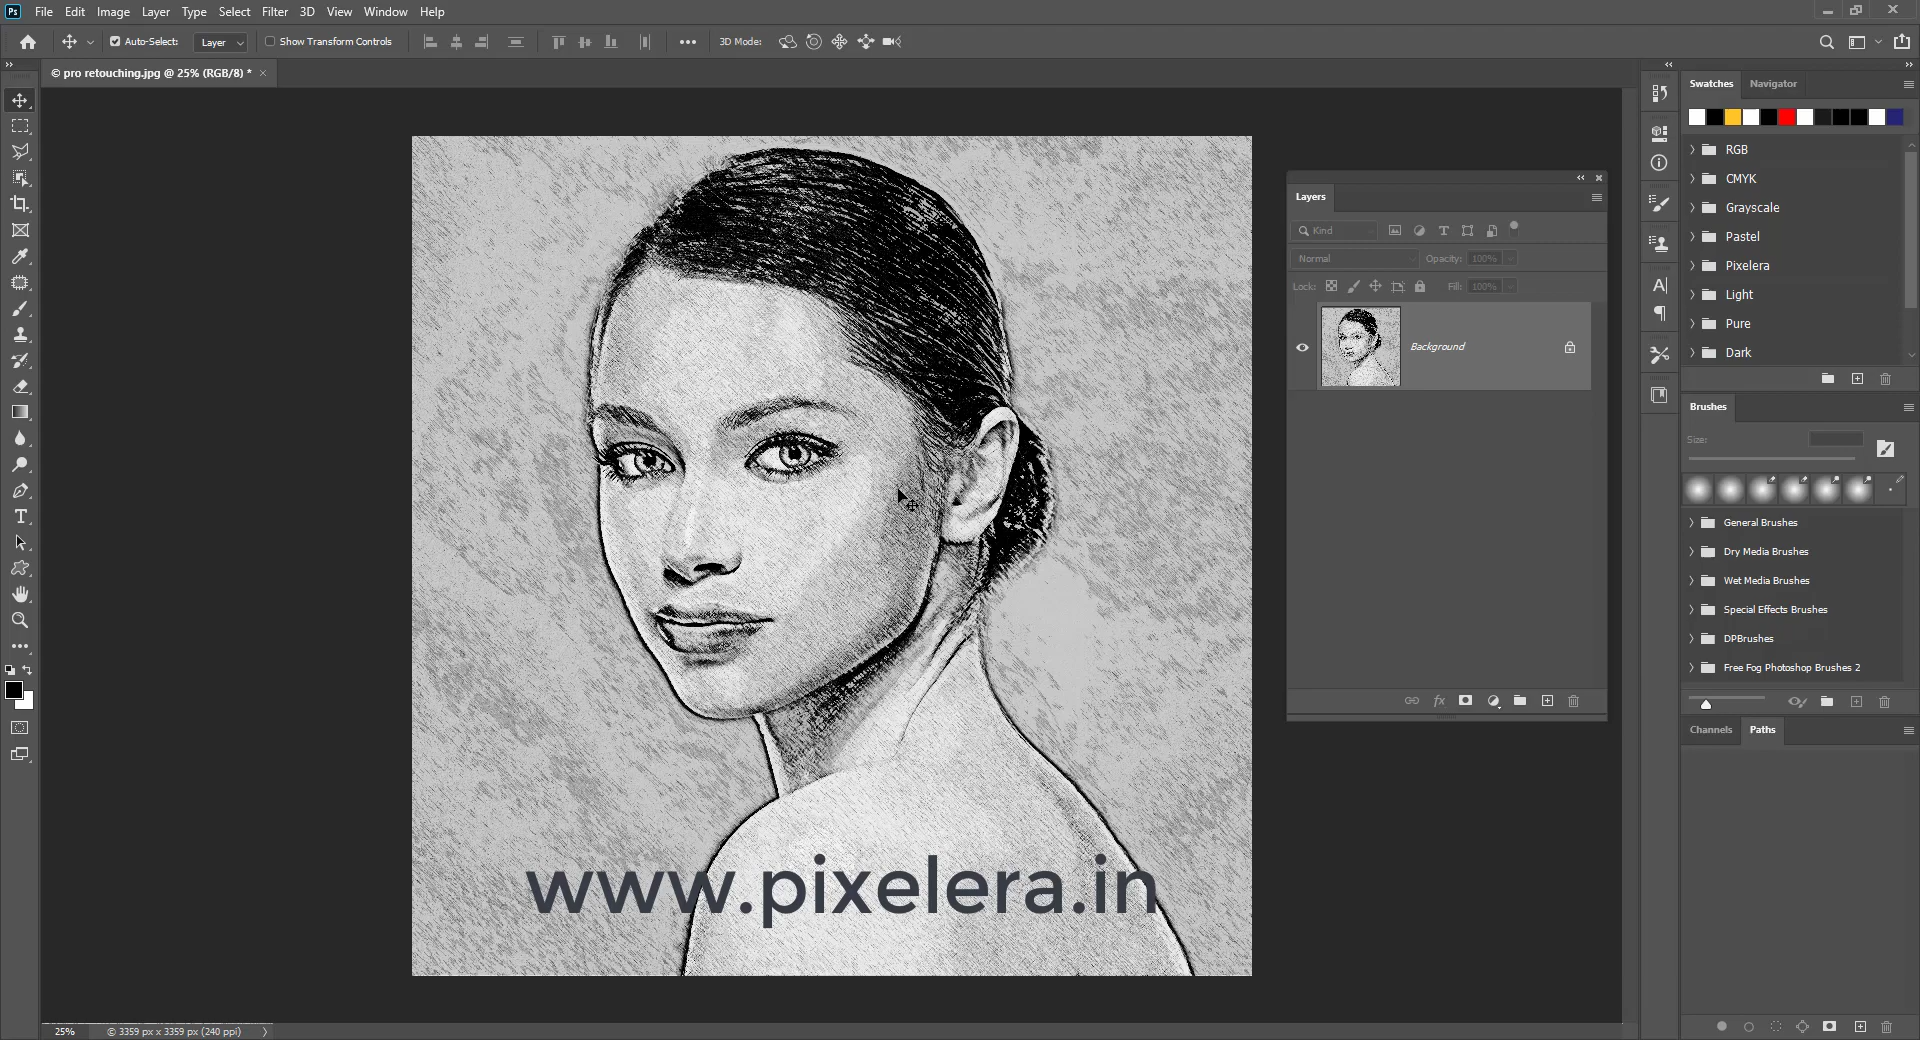 Ps File Edit Image Layer Type Select Filter 3D View Window Help
Auto-Select: Layer Show Transform Controls 3D Mode:
© pro retouching.jpg @ 25% (RGB/8) *
Swatches Navigator
RGB
CMYK
Grayscale
Pastel
Pixelera
Light
Pure
Dark
Layers
Kind
Normal Opacity: 100%
Lock: Fill: 100%
Background
fx
Brushes
Size:
General Brushes
Dry Media Brushes
Wet Media Brushes
Special Effects Brushes
DPBrushes
Free Fog Photoshop Brushes 2
Channels Paths
www.pixelera.in
25% © 3359 px x 3359 px (240 ppi)